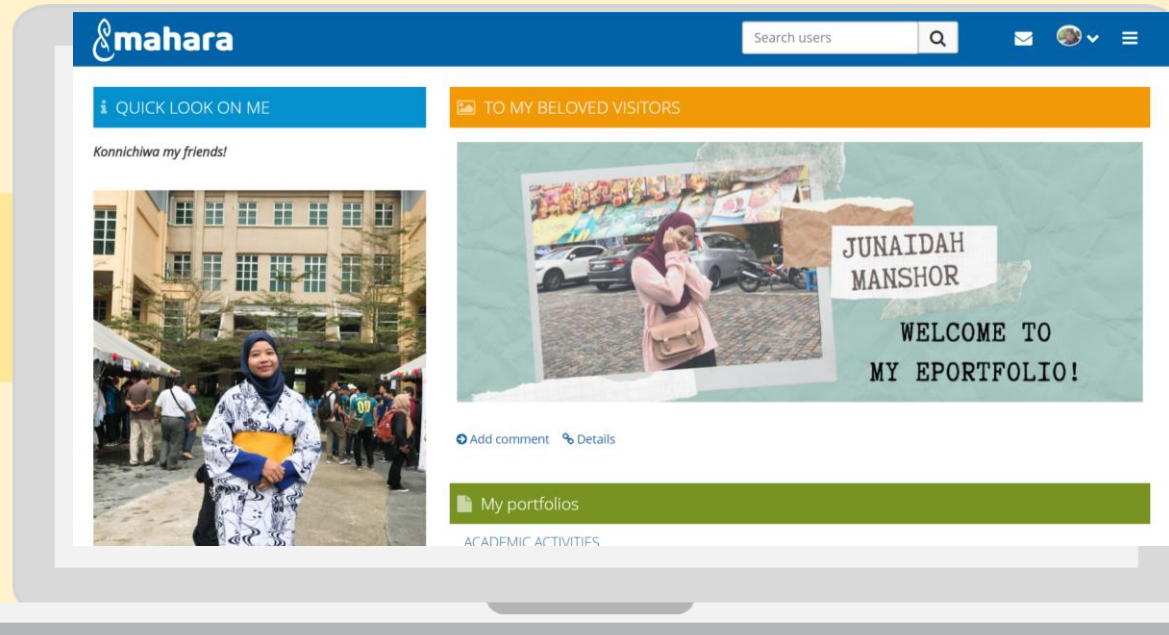 mahara
Search users
QUICK LOOK ON ME
Konnichiwa my friends!
TO MY BELOVED VISITORS
JUNAIDAH
MANSHOR
WELCOME TO
MY EPORTFOLIO!
Add comment Details
My portfolios
ACADEMIC ACTIVITIES